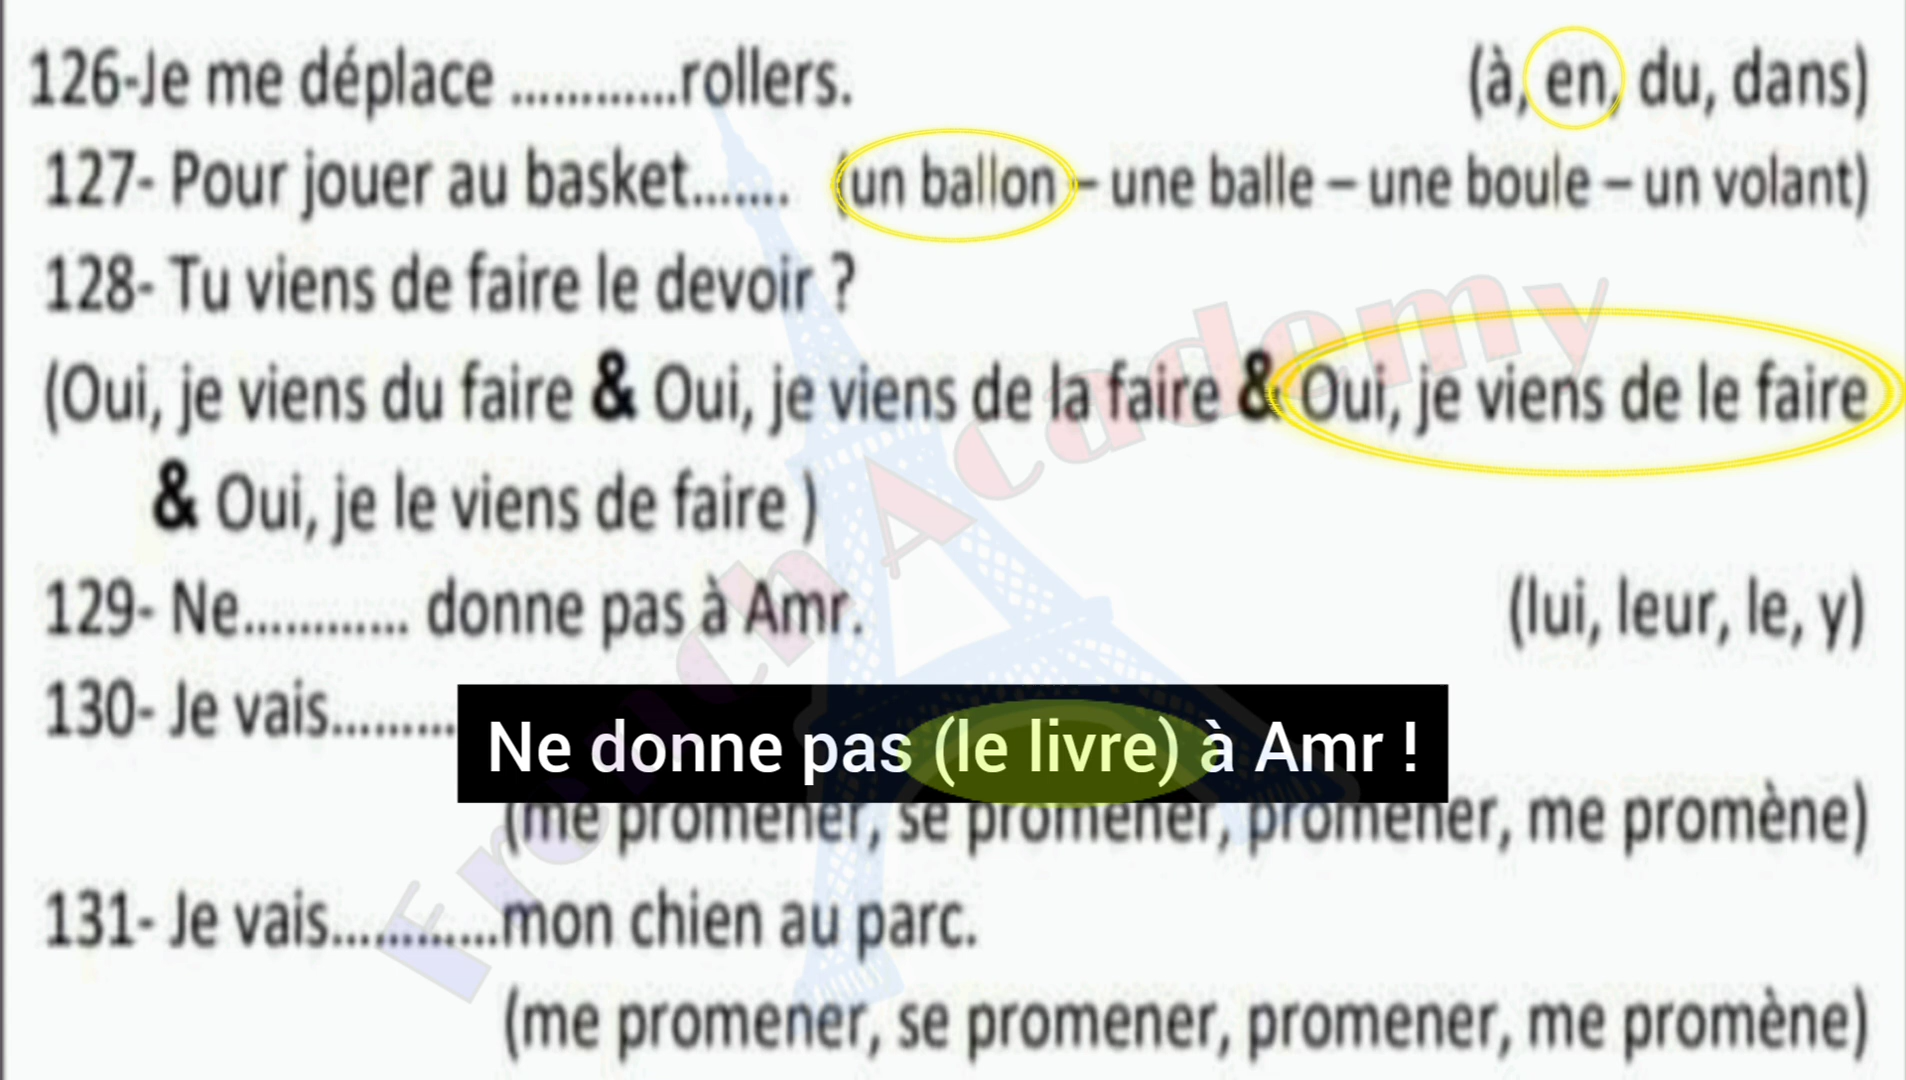 126-Je me déplace ............rollers. (à, en, du, dans)
127- Pour jouer au basket....... (un ballon – une balle – une boule – un volant)
128- Tu viens de faire le devoir ?
(Oui, je viens du faire & Oui, je viens de la faire & Oui, je viens de le faire
& Oui, je le viens de faire )
129- Ne............ donne pas à Amr. (lui, leur, le, y)
130- Je vais.........
Ne donne pas (le livre) à Amr !
(me promener, se promener, promener, me promène)
131- Je vais............mon chien au parc.
(me promener, se promener, promener, me promène)
French Academy